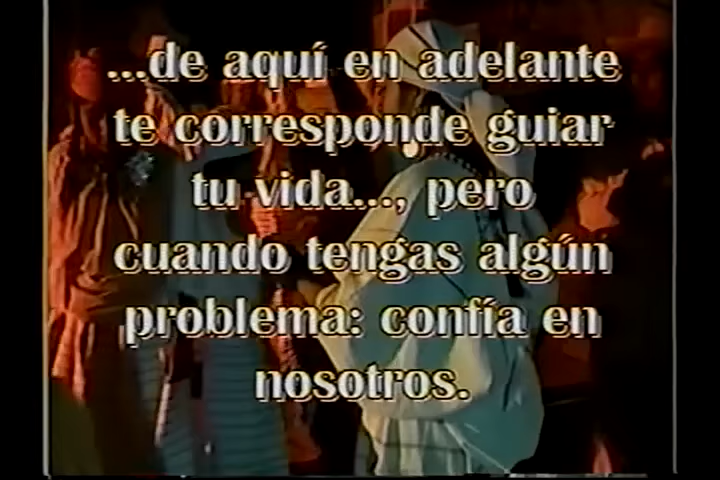 ...de aquí en adelante
te corresponde guiar
tu vida..., pero
cuando tengas algún
problema: confía en
nosotros.